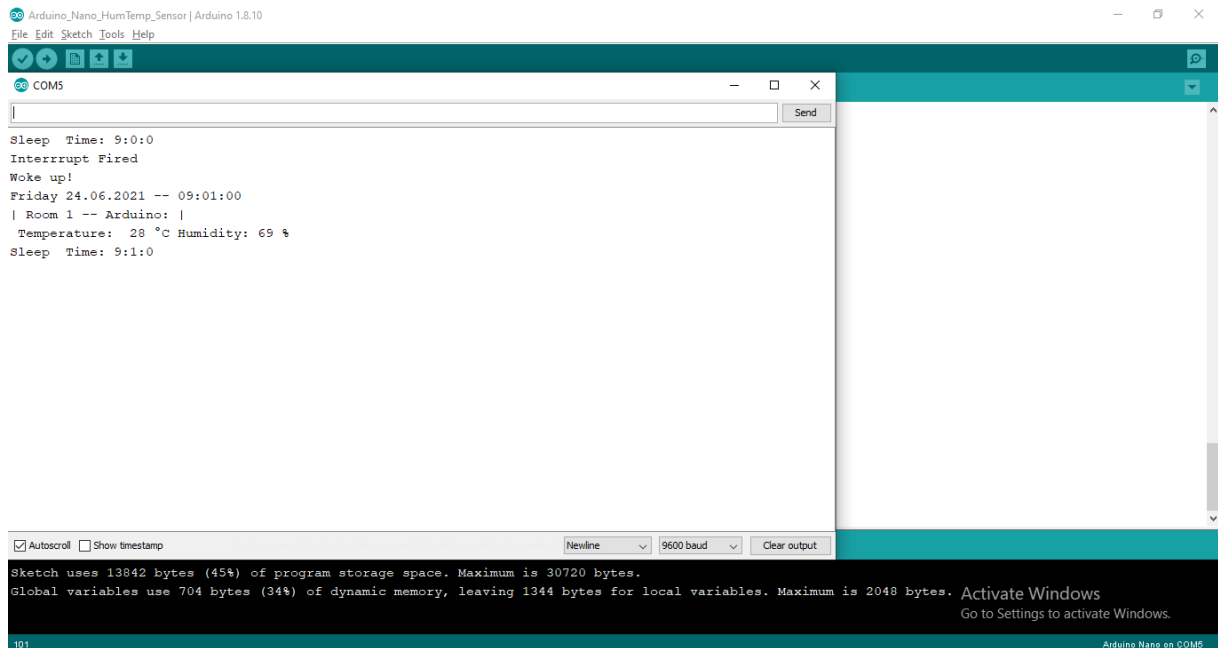 Arduino_Nano_HumTemp_Sensor | Arduino 1.8.10
File Edit Sketch Tools Help
COM5
Send
Sleep  Time: 9:0:0
Interrrupt Fired
Woke up!
Friday 24.06.2021 -- 09:01:00
| Room 1 -- Arduino: |
 Temperature:  28 °C Humidity: 69 %
Sleep  Time: 9:1:0
Autoscroll Show timestamp Newline 9600 baud Clear output
Sketch uses 13842 bytes (45%) of program storage space. Maximum is 30720 bytes.
Global variables use 704 bytes (34%) of dynamic memory, leaving 1344 bytes for local variables. Maximum is 2048 bytes.
Activate Windows
Go to Settings to activate Windows.
101 Arduino Nano on COM5